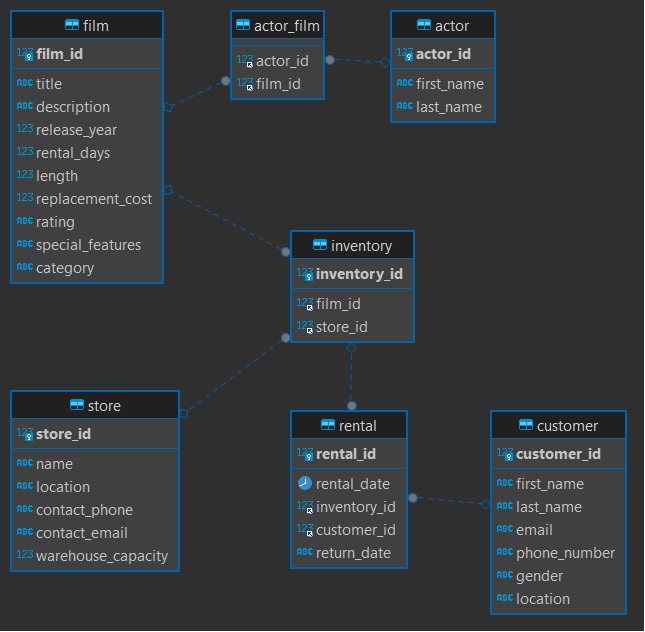 film
123 film_id
ABC title
ABC description
123 release_year
123 rental_days
123 length
123 replacement_cost
ABC rating
ABC special_features
ABC category
actor_film
123 actor_id
123 film_id
actor
123 actor_id
ABC first_name
ABC last_name
inventory
123 inventory_id
123 film_id
123 store_id
store
123 store_id
ABC name
ABC location
ABC contact_phone
ABC contact_email
123 warehouse_capacity
rental
123 rental_id
rental_date
123 inventory_id
123 customer_id
ABC return_date
customer
123 customer_id
ABC first_name
ABC last_name
ABC email
ABC phone_number
ABC gender
ABC location